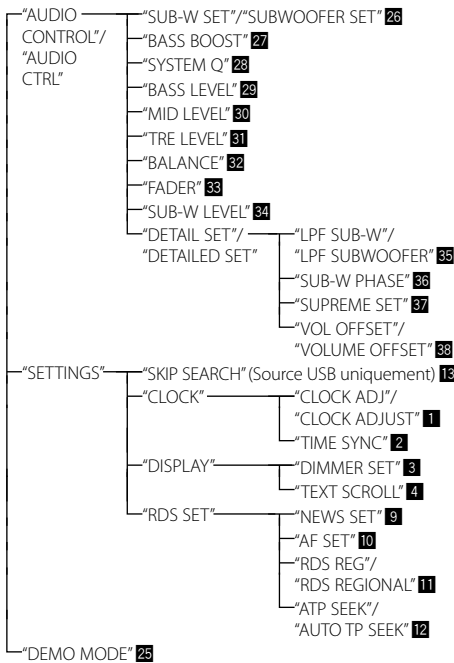 “AUDIO CONTROL”/ “AUDIO CTRL”
“SUB-W SET”/“SUBWOOFER SET” 26
“BASS BOOST” 27
“SYSTEM Q” 28
“BASS LEVEL” 29
“MID LEVEL” 30
“TRE LEVEL” 31
“BALANCE” 32
“FADER” 33
“SUB-W LEVEL” 34
“DETAIL SET”/
“DETAILED SET”
“LPF SUB-W”/
“LPF SUBWOOFER” 35
“SUB-W PHASE” 36
“SUPREME SET” 37
“VOL OFFSET”/
“VOLUME OFFSET” 38
“SETTINGS”
“SKIP SEARCH” (Source USB uniquement) 13
“CLOCK”
“CLOCK ADJ”/
“CLOCK ADJUST” 1
“TIME SYNC” 2
“DISPLAY”
“DIMMER SET” 3
“TEXT SCROLL” 4
“RDS SET”
“NEWS SET” 9
“AF SET” 10
“RDS REG”/
“RDS REGIONAL” 11
“ATP SEEK”/
“AUTO TP SEEK” 12
“DEMO MODE” 25